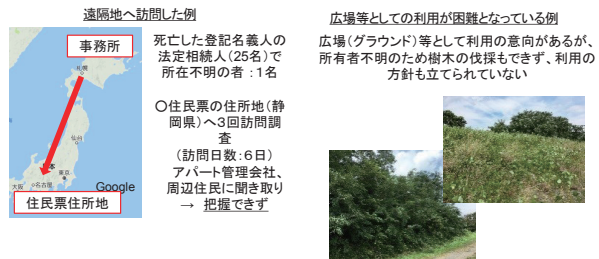 遠隔地へ訪問した例
事務所
札幌
仙台
日本
東京
大阪
名古屋
Google
住民票住所地
死亡した登記名義人の
法定相続人(25名)で
所在不明の者:1名
〇住民票の住所地(静
岡県)へ3回訪問調
査
(訪問日数:6日)
アパート管理会社、
周辺住民に聞き取り
→ 把握できず
広場等としての利用が困難となっている例
広場(グラウンド)等として利用の意向があるが、
所有者不明のため樹木の伐採もできず、利用の
方針も立てられていない